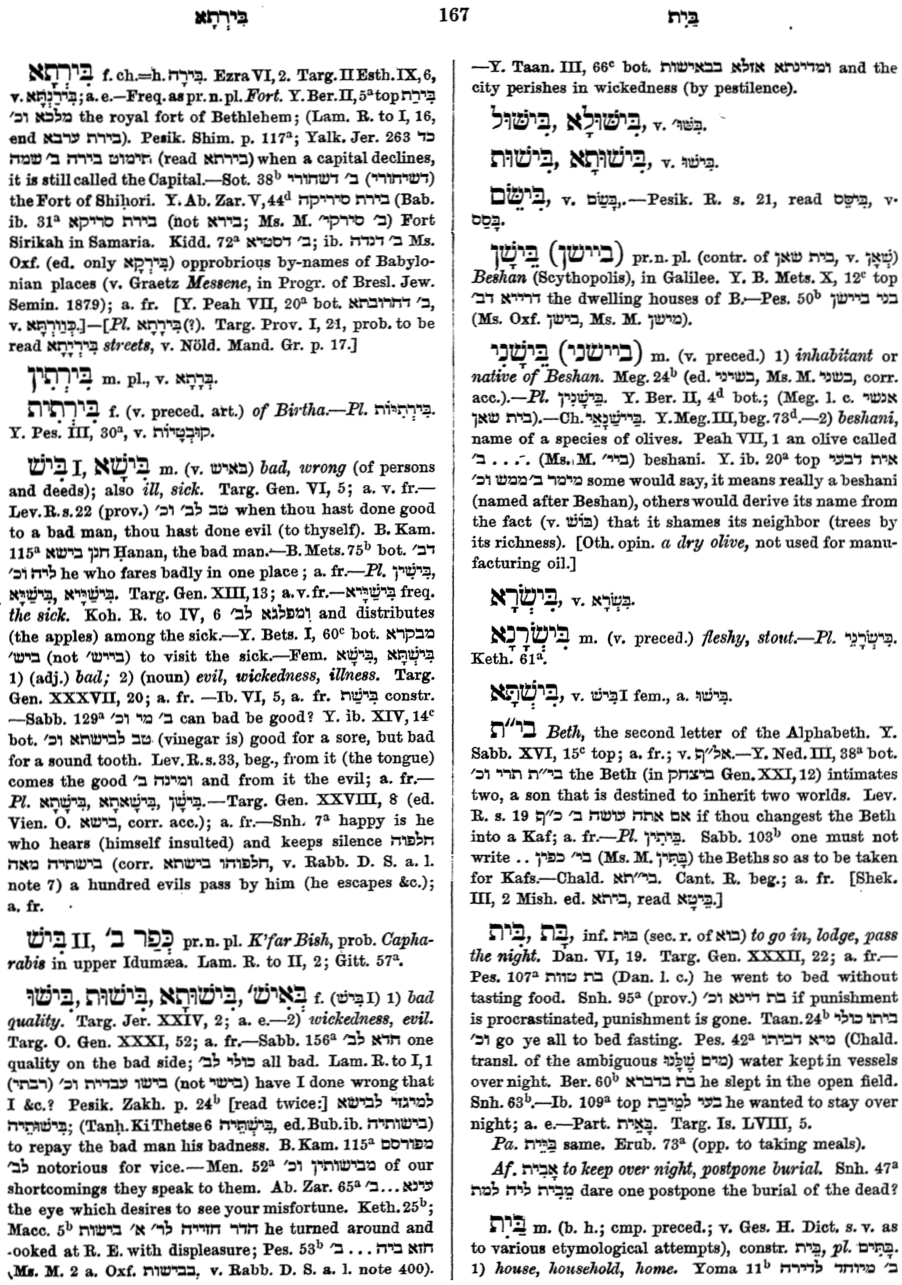 בִּירְתָא 167 בַּיִת
בִּירְתָא f. ch.=h. בִּירָה. Ezra VI, 2. Targ. II Esth. IX, 6,
v. בִּירַנְתָּא; a. e.—Freq. as pr. n. pl. Fort. Y. Ber. II, 5ᵃ top בירת
מלכא וכ׳ the royal fort of Bethlehem; (Lam. R. to I, 16,
end בירת ערבא). Pesik. Shim. p. 117ᵃ; Yalk. Jer. 263 כד
תימוט בירה ב׳ שמה (read בירתא) when a capital declines,
it is still called the Capital.—Sot. 38ᵇ ב׳ דשחורי (דשיחורי)
the Fort of Shiḥori. Y. Ab. Zar. V, 44ᵈ בירת סריקה (Bab.
ib. 31ᵃ בירת סריקא (not בירא; Ms. M. ב׳ סירקי׳) Fort
Sirikah in Samaria. Kidd. 72ᵃ ב׳ דסטיא; ib. ב׳ דנדה Ms.
Oxf. (ed. only בִּירְקָא) opprobrious by-names of Babylo-
nian places (v. Graetz Messene, in Progr. of Bresl. Jew.
Semin. 1879); a. fr. [Y. Peah VII, 20ᵃ bot. ב׳ דחרובתא,
v. כְּוַורְתָּא.]—[Pl. בִּירָתָא(?). Targ. Prov. I, 21, prob. to be
read בִּירְיָתָא streets, v. Nöld. Mand. Gr. p. 17.]
בִּירְתִין m. pl., v. בָּרְתָא.
בִּירְתִית f. (v. preced. art.) of Birtha.—Pl. בִּירְתִיּוֹת.
Y. Pes. III, 30ᵃ, v. קוּבְטִיּוֹת.
בִּישׁ I, בִּישָׁא m. (v. באיש) bad, wrong (of persons
and deeds); also ill, sick. Targ. Gen. VI, 5; a. v. fr.—
Lev. R. s. 22 (prov.) טב לב׳ וכ׳ when thou hast done good
to a bad man, thou hast done evil (to thyself). B. Kam.
115ᵃ חנן בישא Ḥanan, the bad man.—B. Mets. 75ᵇ bot. דב׳
ליה וכ׳ he who fares badly in one place; a. fr.—Pl. בִּישִׁין,
בִּישַׁיָּא, בִּישַׁיָּיא. Targ. Gen. XIII, 13; a. v. fr.—בִּישַׁיָּיא freq.
the sick. Koh. R. to IV, 6 ומפלגא לב׳ and distributes
(the apples) among the sick.—Y. Bets. I, 60ᶜ bot. מבקרא
ביש׳ (not ביייש׳) to visit the sick.—Fem. בִּישָׁא, בִּישְׁתָּא
1) (adj.) bad; 2) (noun) evil, wickedness, illness. Targ.
Gen. XXXVII, 20; a. fr. —Ib. VI, 5, a. fr. בִּישַׁת constr.
—Sabb. 129ᵃ ב׳ מי וכ׳ can bad be good? Y. ib. XIV, 14ᶜ
bot. טב לבישתא וכ׳ (vinegar is) good for a sore, but bad
for a sound tooth. Lev. R. s. 33, beg., from it (the tongue)
comes the good ומינה ב׳ and from it the evil; a. fr.—
Pl. בִּישָׁן, בִּישָׁאתָא, בִּישָׁתָא.—Targ. Gen. XXVIII, 8 (ed.
Vien. O. בישא, corr. acc.); a. fr.—Snh. 7ᵃ happy is he
who hears (himself insulted) and keeps silence חלפוה
בישתיה מאה (corr. חלפוהו בישתא, v. Rabb. D. S. a. l.
note 7) a hundred evils pass by him (he escapes &c.);
a. fr.
בִּישׁ II, כְּפַר ב׳ pr. n. pl. K'far Bish, prob. Capha-
rabis in upper Idumæa. Lam. R. to II, 2; Gitt. 57ᵃ.
בִּישׁוּ, בִּישׁוּת, בִּישׁוּתָא, בְּאִישׁ׳ f. (בִּישׁ I) 1) bad
quality. Targ. Jer. XXIV, 2; a. e.—2) wickedness, evil.
Targ. O. Gen. XXXI, 52; a. fr.—Sabb. 156ᵃ חדא לב׳ one
quality on the bad side; כולי לב׳ all bad. Lam. R. to I, 1
(רבתי) בישו עבדית וכ׳ (not בישי) have I done wrong that
I &c.? Pesik. Zakh. p. 24ᵇ [read twice:] למיגזי לבישא
בִּישׁוּתֵיהּ; (Tanḥ. Ki Thetse 6 בִּישְׁתֵּיהּ, ed. Bub. ib. בישותיה)
to repay the bad man his badness. B. Kam. 115ᵃ מפורסם
לב׳ notorious for vice.—Men. 52ᵃ מבישותין וכ׳ of our
shortcomings they speak to them. Ab. Zar. 65ᵃ עינא...ב׳
the eye which desires to see your misfortune. Keth. 25ᵇ;
Macc. 5ᵇ הדר חזייה לר׳ א׳ בישות he turned around and
looked at R. E. with displeasure; Pes. 53ᵇ חזא ביה ... ב׳
(Ms. M. 2 a. Oxf. בבישות, v. Rabb. D. S. a. l. note 400).
—Y. Taan. III, 66ᶜ bot. ומדינתא אזלא בבאישות and the
city perishes in wickedness (by pestilence).
בִּישׁוּל, בִּישׁוּלָא, v. בִּשּׁוּ׳.
בִּישׁוּת, בִּישׁוּתָא, v. בִּישׁוּ.
בִּישֵּׂם, v. בָּשַׂם.—Pesik. R. s. 21, read בִּיסֵּס, v.
בָּסַס.
בֵּישָׁן (ביישן) pr. n. pl. (contr. of בית שאן, v. שְׁאָן)
Beshan (Scythopolis), in Galilee. Y. B. Mets. X, 12ᶜ top
דרייא דב׳ the dwelling houses of B.—Pes. 50ᵇ בני ביישן
(Ms. Oxf. בישן, Ms. M. מישן).
בֵּישָׁנִי (ביישני) m. (v. preced.) 1) inhabitant or
native of Beshan. Meg. 24ᵇ (ed. בשיני, Ms. M. בשני, corr.
acc.).—Pl. בֵּישָׁנִין. Y. Ber. II, 4ᵈ bot.; (Meg. l. c. אנשי
בית שאן).—Ch. בֵּיישָׁנָאֵי. Y. Meg. III, beg. 73ᵈ.—2) beshani,
name of a species of olives. Peah VII, 1 an olive called
ב׳ .... (Ms. M. ביי׳) beshani. Y. ib. 20ᵃ top אית דבעי
מימר ב׳ ממש וכ׳ some would say, it means really a beshani
(named after Beshan), others would derive its name from
the fact (v. בּוֹשׁ) that it shames its neighbor (trees by
its richness). [Oth. opin. a dry olive, not used for manu-
facturing oil.]
בִּישְׂרָא, v. בִּשְׂרָא.
בִּישְׂרָנָא m. (v. preced.) fleshy, stout.—Pl. בִּישְׂרָנֵי.
Keth. 61ᵃ.
בִּישְׁתָּא, v. בִּישׁ I fem., a. בִּישׁוּ.
בי״ת Beth, the second letter of the Alphabeth. Y.
Sabb. XVI, 15ᶜ top; a. fr.; v. אל״ף.—Y. Ned. III, 38ᵃ bot.
בי״ת תרי וכ׳ the Beth (in ביצחק Gen. XXI, 12) intimates
two, a son that is destined to inherit two worlds. Lev.
R. s. 19 אם אתה עושה ב׳ כ״ף if thou changest the Beth
into a Kaf; a. fr.—Pl. בֵּיתִין. Sabb. 103ᵇ one must not
write .. בי׳ כפין (Ms. M. בֵּתִין) the Beths so as to be taken
for Kafs.—Chald. בי״תא. Cant. R. beg.; a. fr. [Shek.
III, 2 Mish. ed. ביתא, read בֵּיטָא.]
בִּית, בָּת, inf. בּוּת (sec. r. of בוא) to go in, lodge, pass
the night. Dan. VI, 19. Targ. Gen. XXXII, 22; a. fr.—
Pes. 107ᵃ בת טוות (Dan. l. c.) he went to bed without
tasting food. Snh. 95ᵃ (prov.) בת דינא וכ׳ if punishment
is procrastinated, punishment is gone. Taan. 24ᵇ ביתו כולי
וכ׳ go ye all to bed fasting. Pes. 42ᵃ מיא דביתו (Chald.
transl. of the ambiguous מים שֶׁלָּנוּ) water kept in vessels
over night. Ber. 60ᵇ בת בדברא he slept in the open field.
Snh. 63ᵇ.—Ib. 109ᵃ top בעי למיבת he wanted to stay over
night; a. e.—Part. בָּאֵית. Targ. Is. LVIII, 5.
Pa. בַּיֵּית same. Erub. 73ᵃ (opp. to taking meals).
Af. אֲבִית to keep over night, postpone burial. Snh. 47ᵃ
מֵבִית ליה למת dare one postpone the burial of the dead?
בַּיִת m. (b. h.; cmp. preced.; v. Ges. H. Dict. s. v. as
to various etymological attempts), constr. בֵּית, pl. בָּתִּים.
1) house, household, home. Yoma 11ᵇ ב׳ מיוחד לדירה